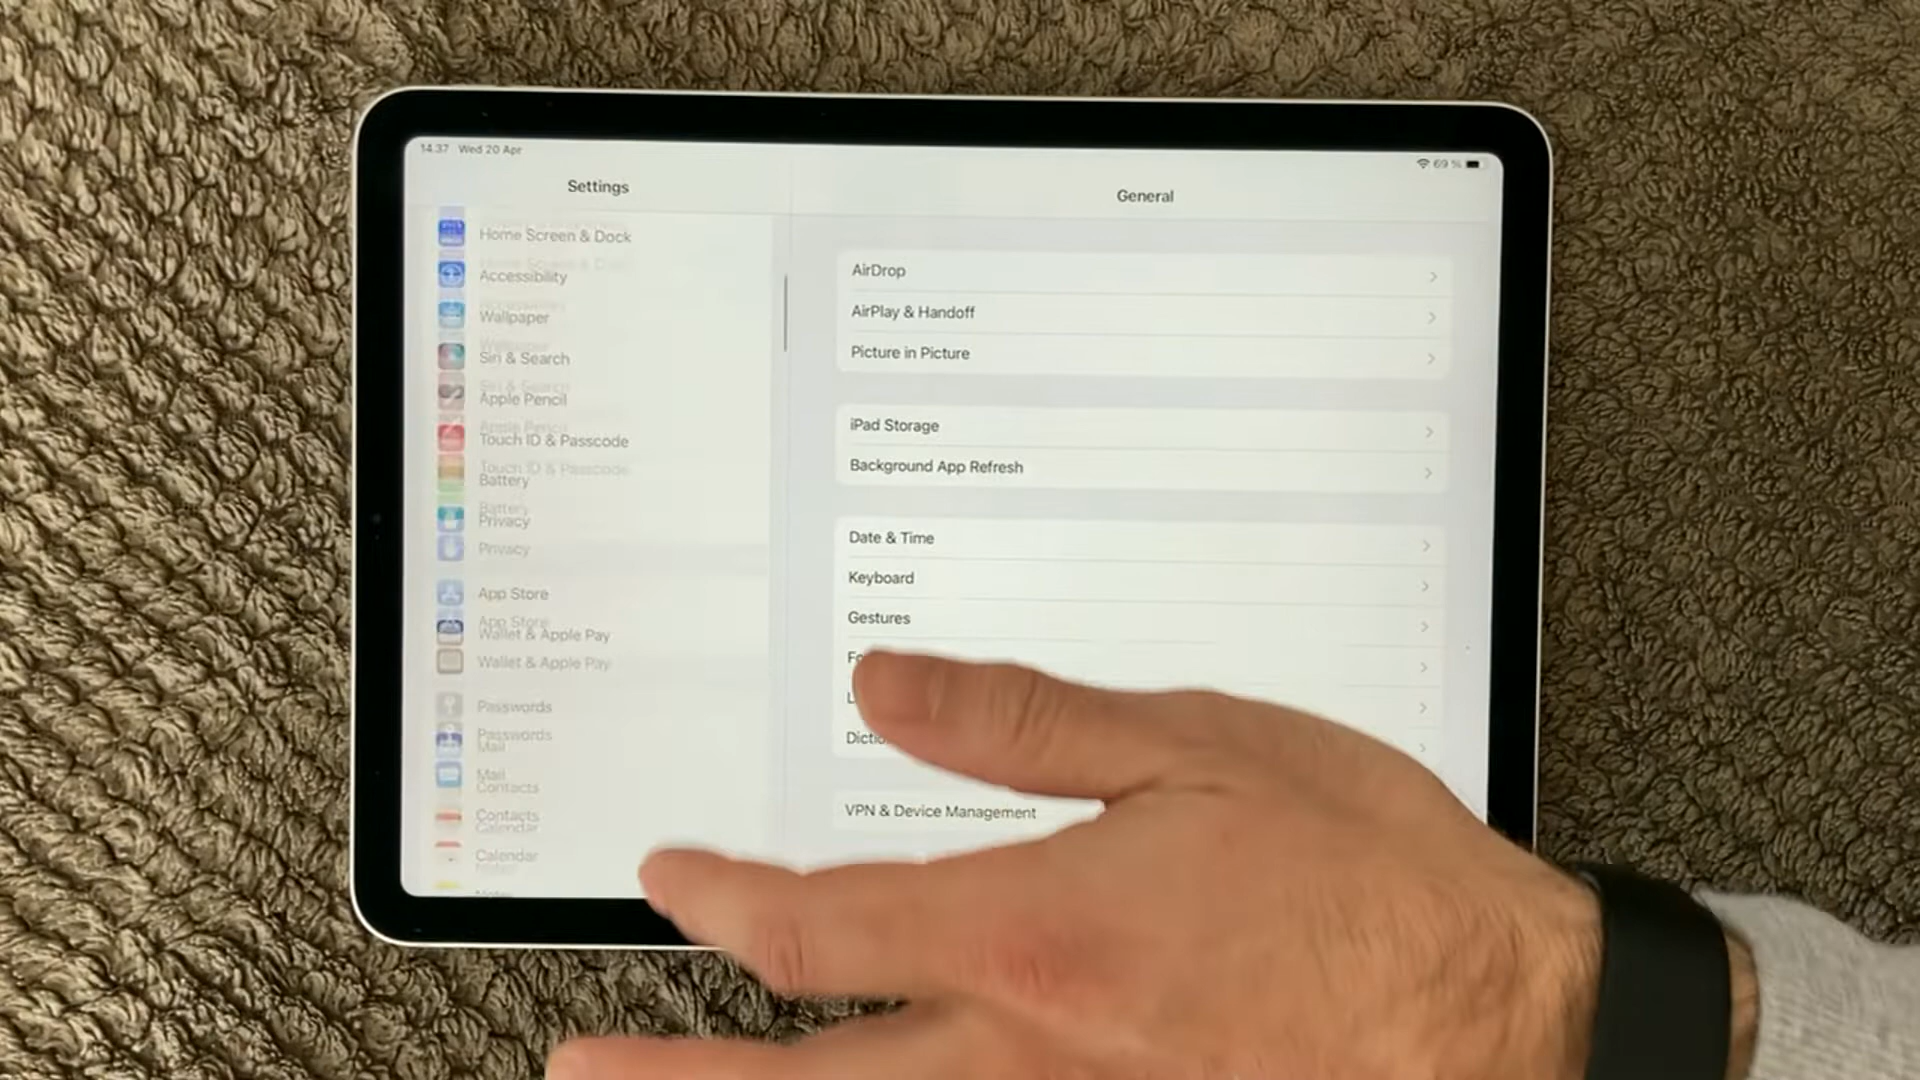 14.37 Wed 20 Apr
69 %
Settings
General
Home Screen & Dock
Accessibility
Wallpaper
Siri & Search
Apple Pencil
Touch ID & Passcode
Battery
Privacy
App Store
Wallet & Apple Pay
Passwords
Mail
Contacts
Calendar
AirDrop
AirPlay & Handoff
Picture in Picture
iPad Storage
Background App Refresh
Date & Time
Keyboard
Gestures
VPN & Device Management